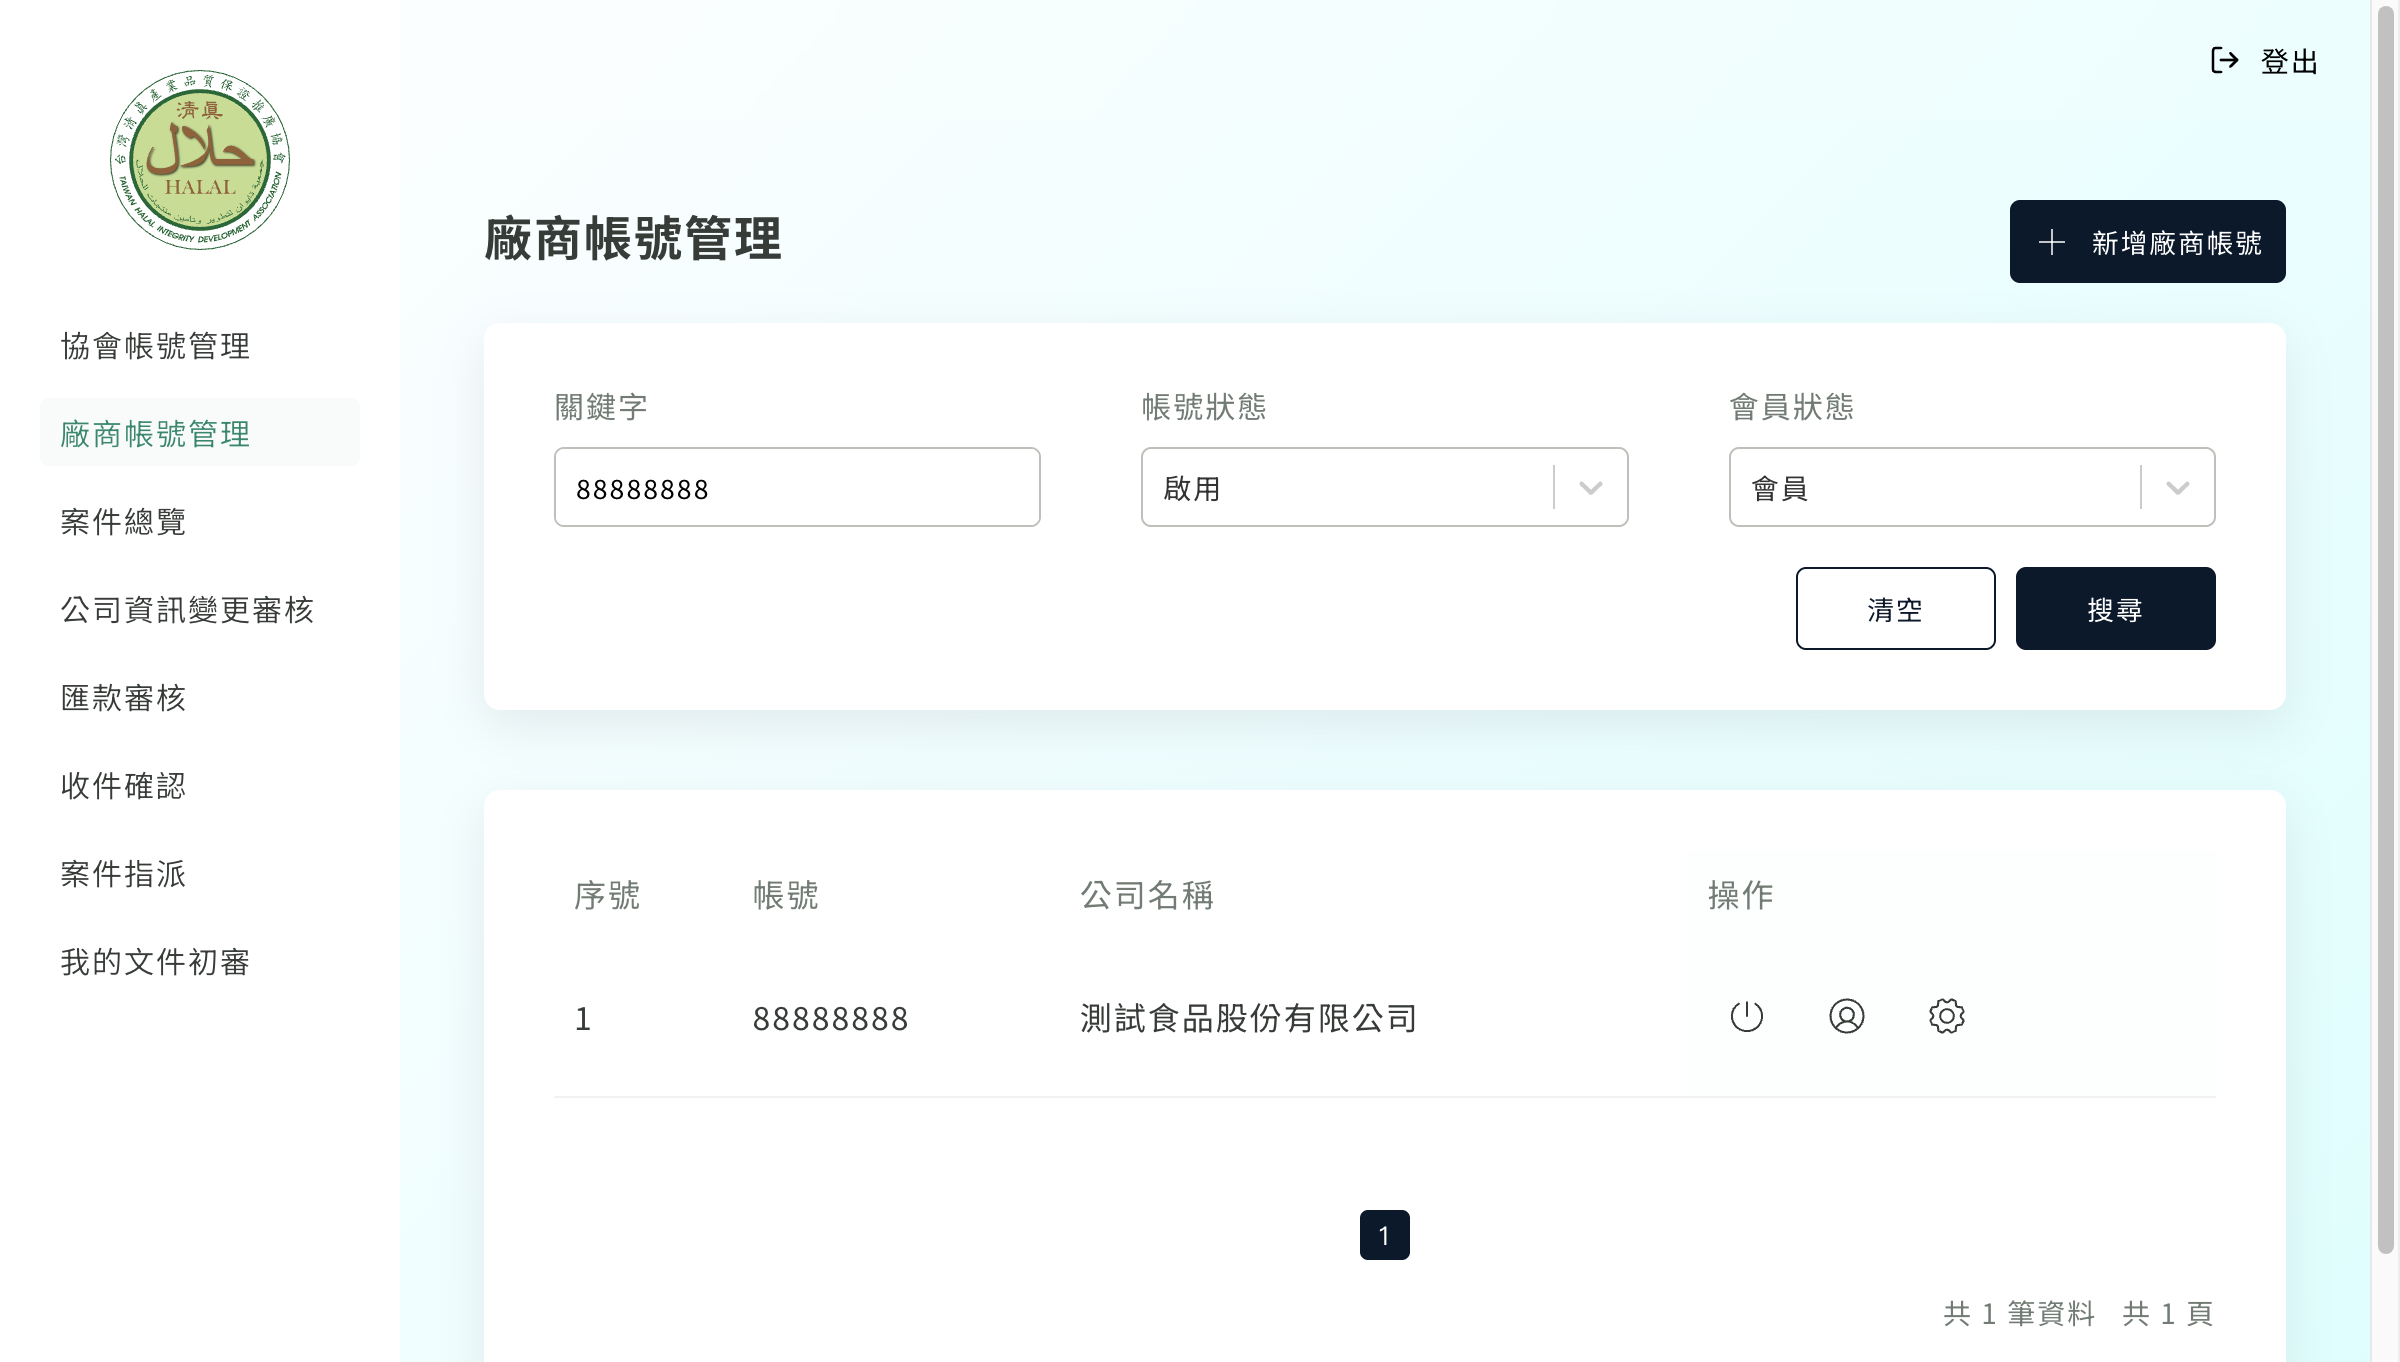 登出
台灣清真產業品質保證推廣協會
清真
حلال
HALAL
TAIWAN HALAL INTEGRITY DEVELOPMENT ASSOCIATION
協會帳號管理
廠商帳號管理
案件總覽
公司資訊變更審核
匯款審核
收件確認
案件指派
我的文件初審
廠商帳號管理
新增廠商帳號
關鍵字 帳號狀態 會員狀態
88888888 啟用 會員
清空 搜尋
序號 帳號 公司名稱 操作
1 88888888 測試食品股份有限公司
1
共 1 筆資料 共 1 頁